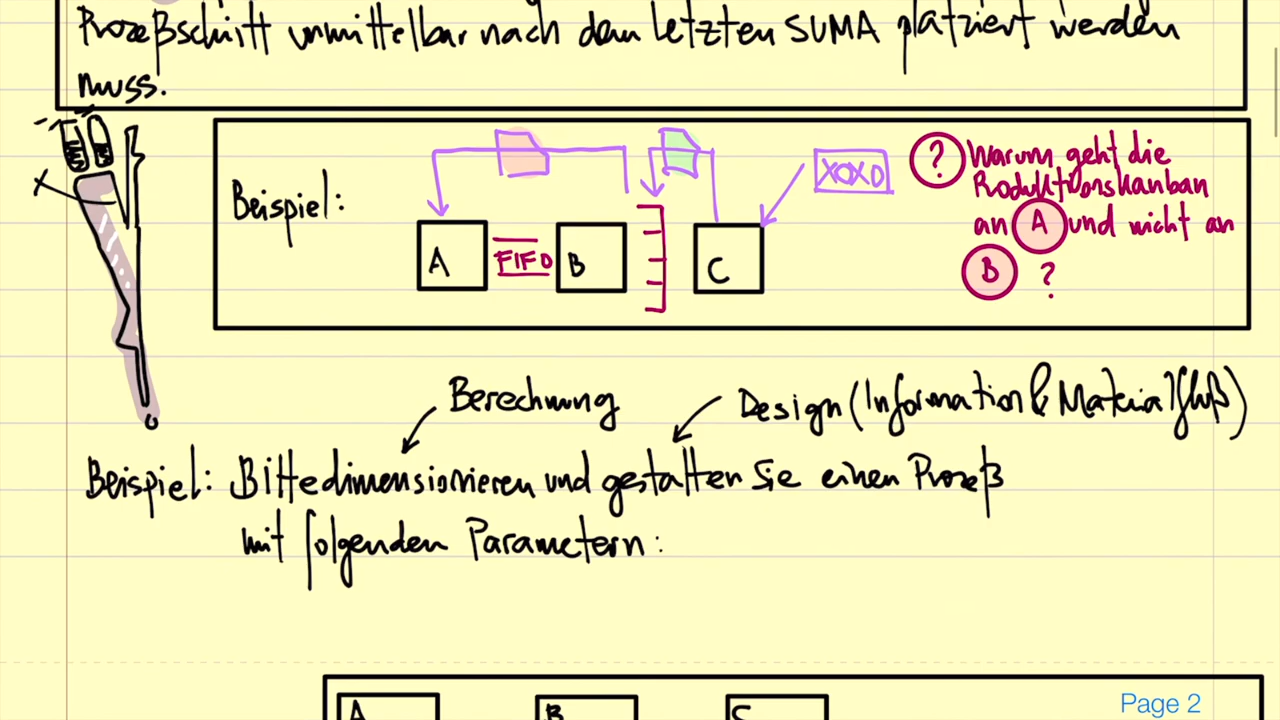 Prozeßschritt unmittelbar nach dem letzten SUMA platziert werden
muss.
Beispiel:
A
FIFO
B
C
XOXO
? Warum geht die
Produktionskanban
an A und nicht an
B ?
Berechnung
Design (Information & Materialfluß)
Beispiel: Bitte dimensionieren und gestalten Sie einen Prozeß
mit folgenden Parametern:
A
B
C
Page 2